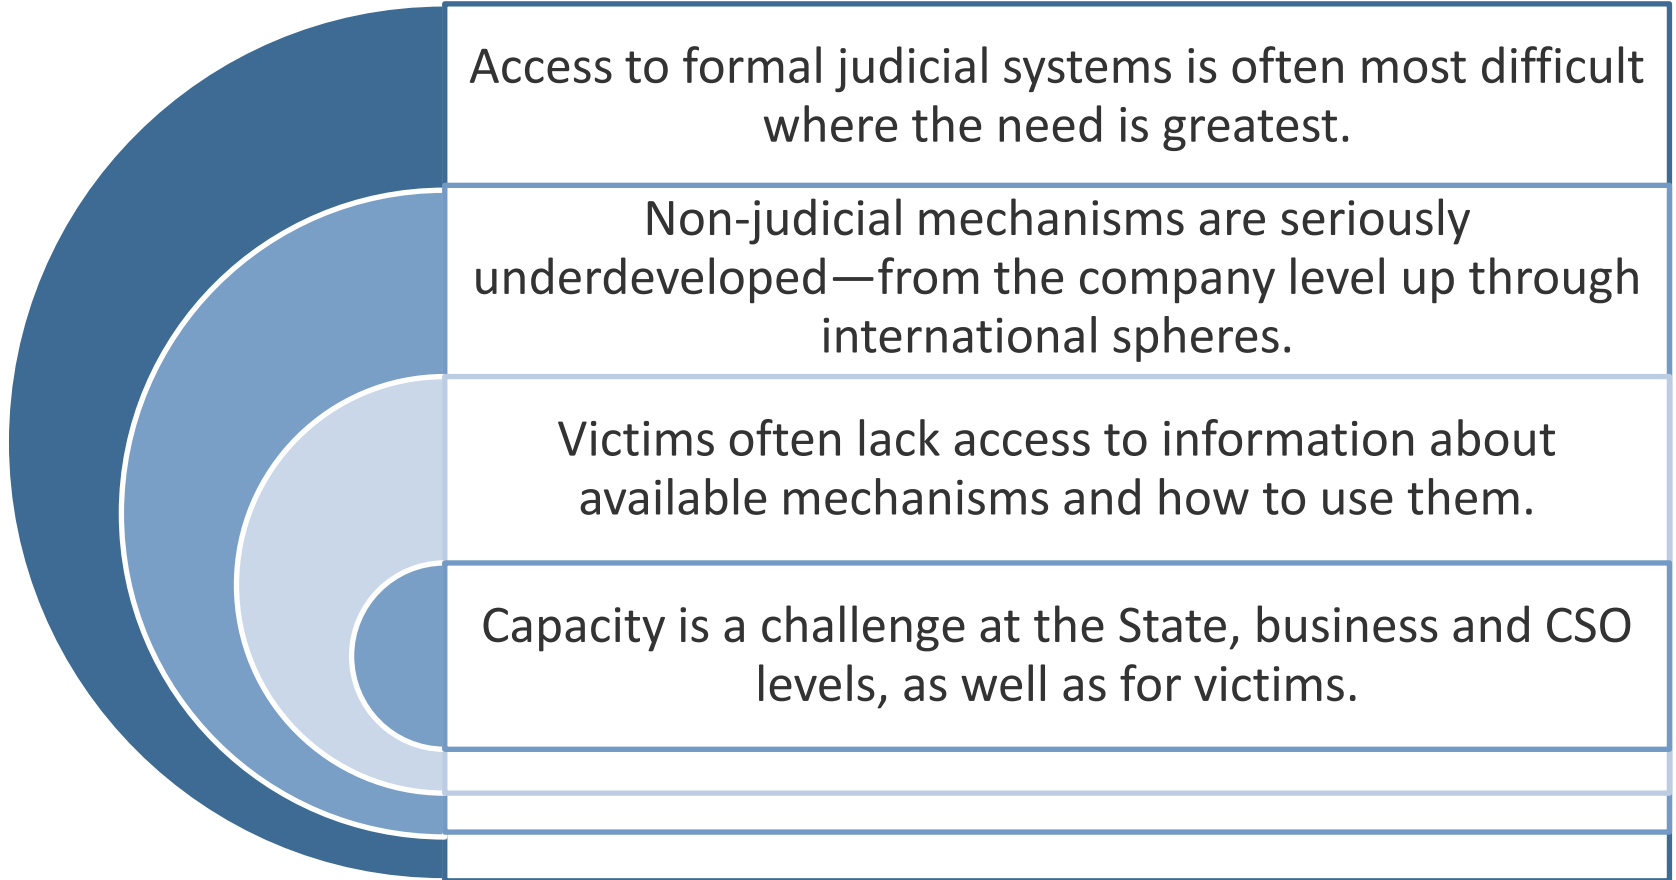 Access to formal judicial systems is often most difficult
where the need is greatest.
Non-judicial mechanisms are seriously
underdeveloped—from the company level up through
international spheres.
Victims often lack access to information about
available mechanisms and how to use them.
Capacity is a challenge at the State, business and CSO
levels, as well as for victims.